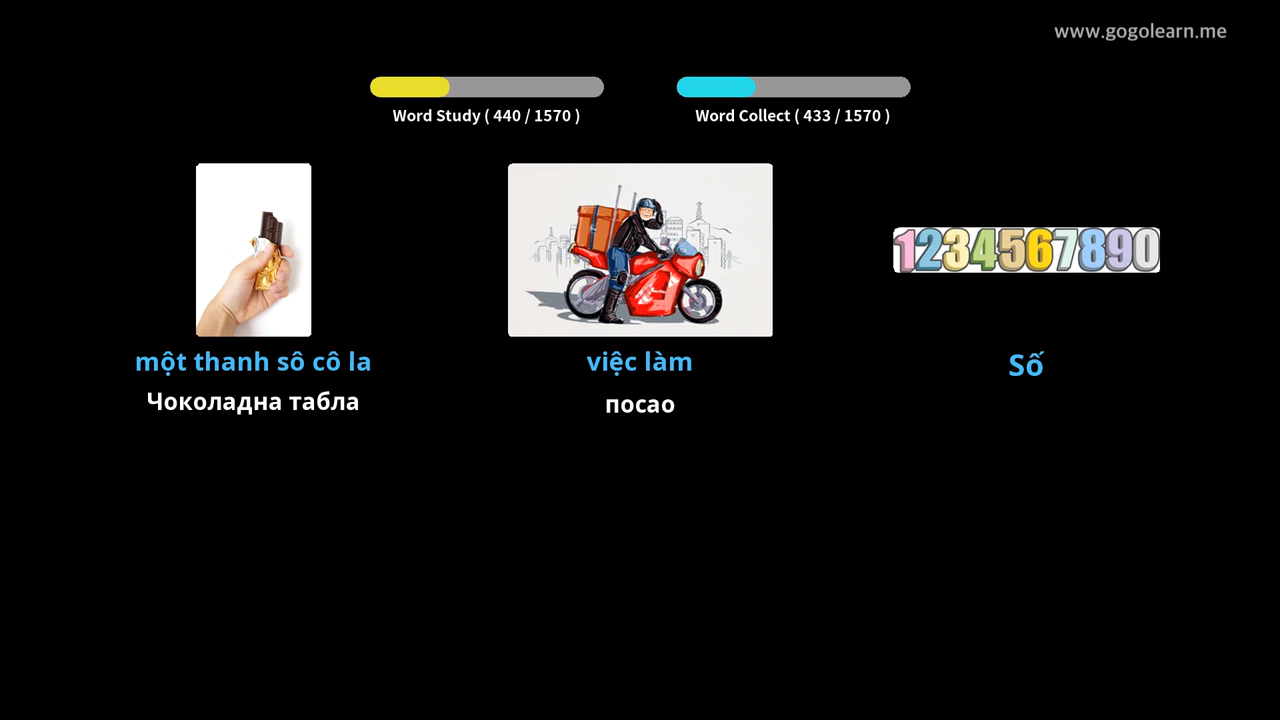 www.gogolearn.me
Word Study ( 440 / 1570 )
Word Collect ( 433 / 1570 )
1234567890
một thanh sô cô la
việc làm
Số
Чоколадна табла
посао